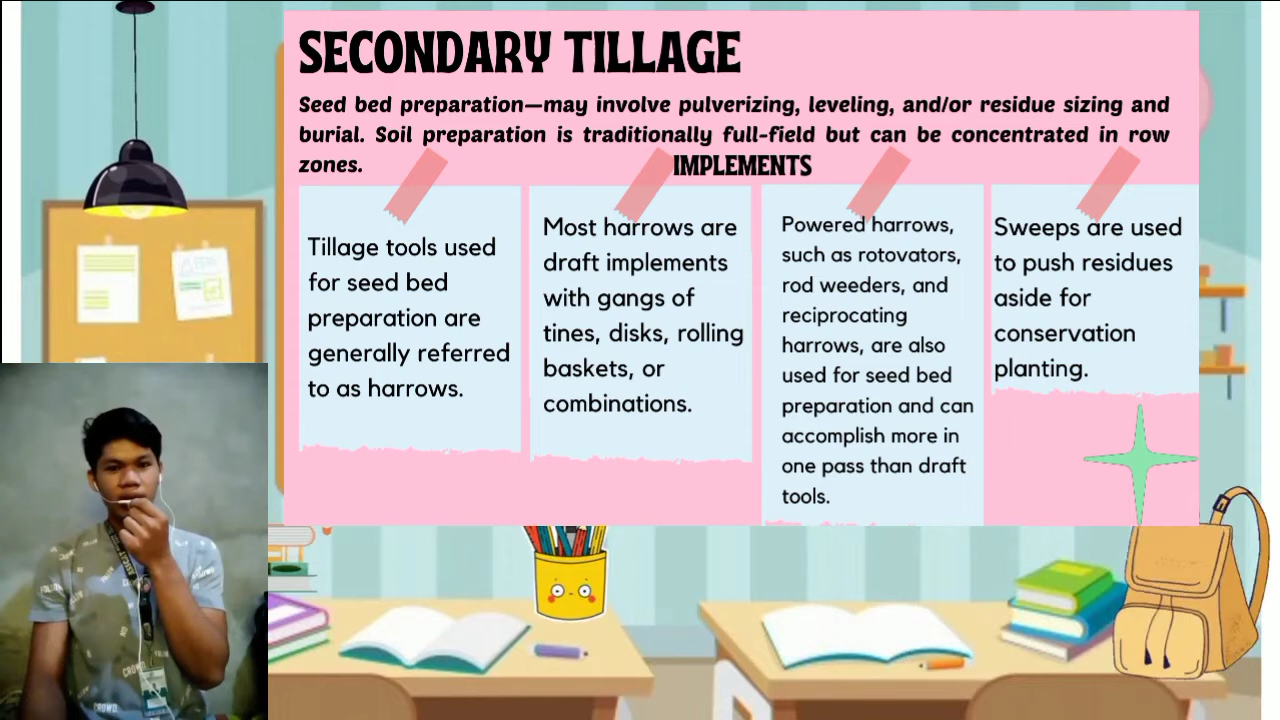 SECONDARY TILLAGE
Seed bed preparation—may involve pulverizing, leveling, and/or residue sizing and
burial. Soil preparation is traditionally full-field but can be concentrated in row
zones.
IMPLEMENTS
Tillage tools used
for seed bed
preparation are
generally referred
to as harrows.
Most harrows are
draft implements
with gangs of
tines, disks, rolling
baskets, or
combinations.
Powered harrows,
such as rotovators,
rod weeders, and
reciprocating
harrows, are also
used for seed bed
preparation and can
accomplish more in
one pass than draft
tools.
Sweeps are used
to push residues
aside for
conservation
planting.
CROWD
CROWD